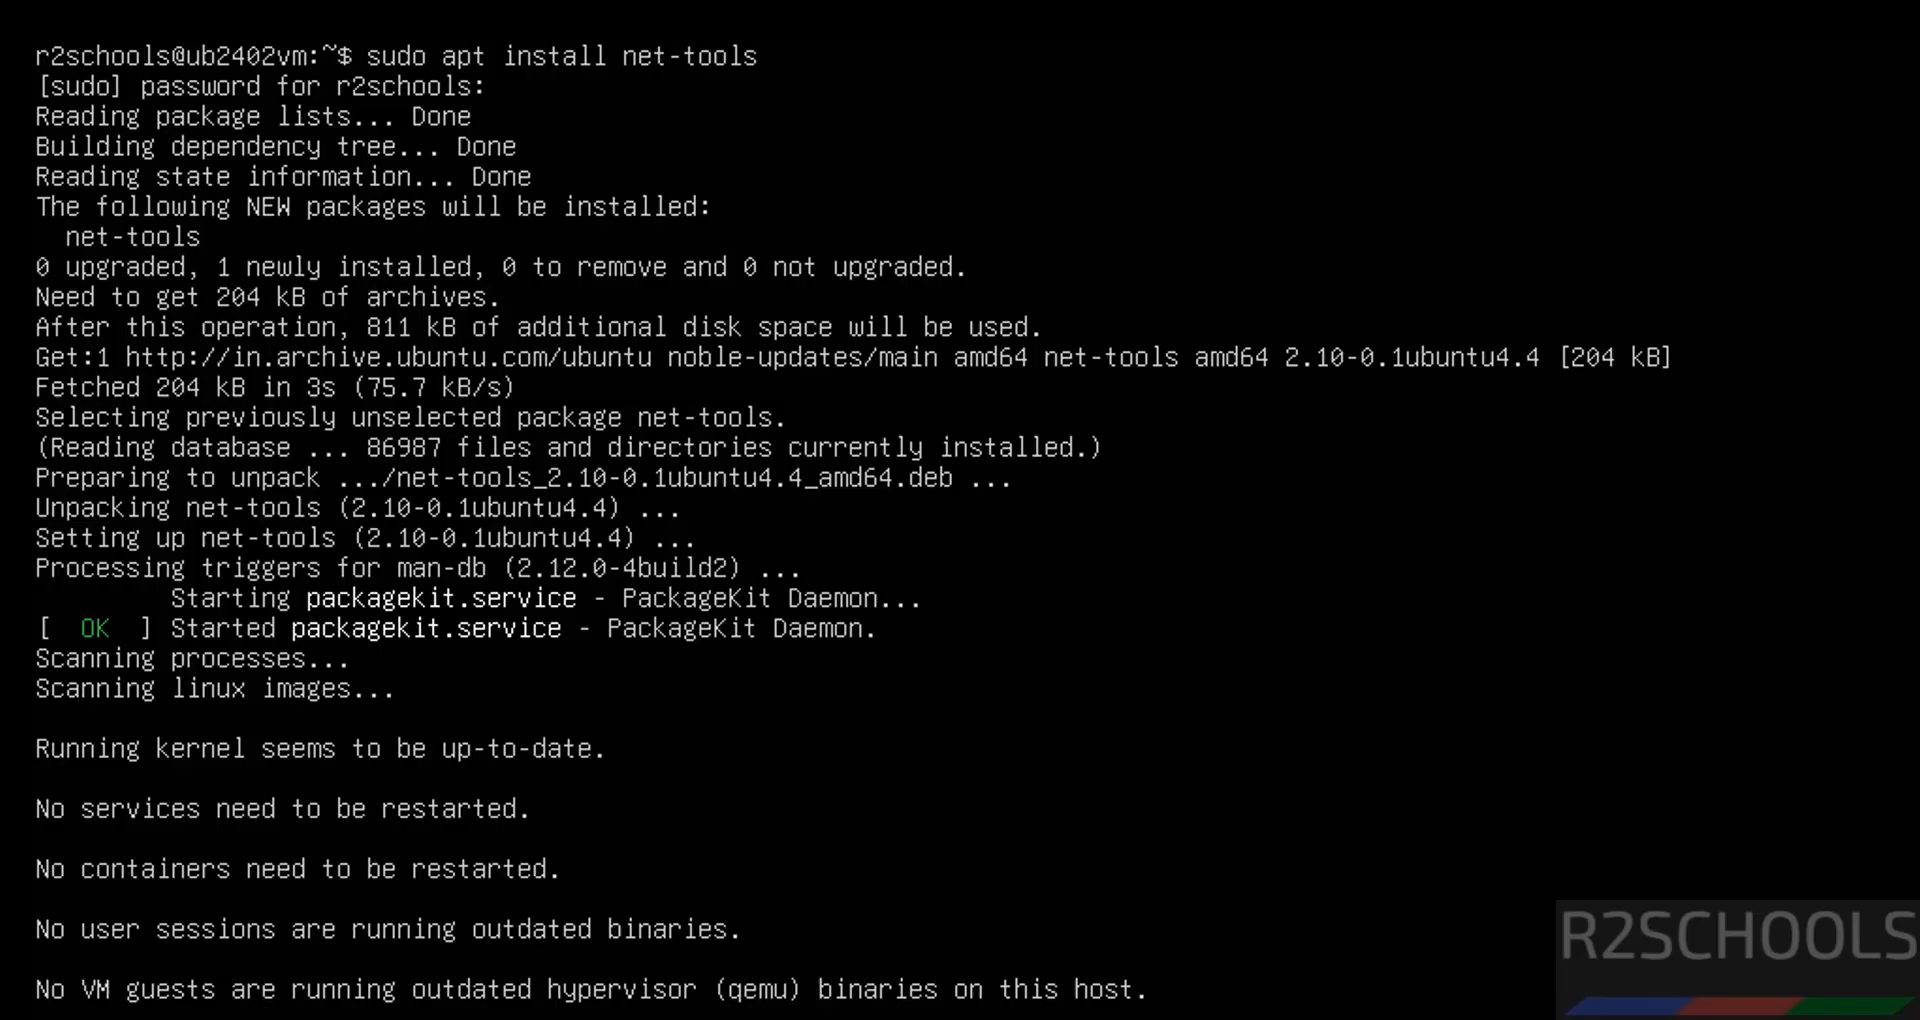 r2schools@ub2402vm:~$ sudo apt install net-tools
[sudo] password for r2schools:
Reading package lists... Done
Building dependency tree... Done
Reading state information... Done
The following NEW packages will be installed:
  net-tools
0 upgraded, 1 newly installed, 0 to remove and 0 not upgraded.
Need to get 204 kB of archives.
After this operation, 811 kB of additional disk space will be used.
Get:1 http://in.archive.ubuntu.com/ubuntu noble-updates/main amd64 net-tools amd64 2.10-0.1ubuntu4.4 [204 kB]
Fetched 204 kB in 3s (75.7 kB/s)
Selecting previously unselected package net-tools.
(Reading database ... 86987 files and directories currently installed.)
Preparing to unpack .../net-tools_2.10-0.1ubuntu4.4_amd64.deb ...
Unpacking net-tools (2.10-0.1ubuntu4.4) ...
Setting up net-tools (2.10-0.1ubuntu4.4) ...
Processing triggers for man-db (2.12.0-4build2) ...
         Starting packagekit.service - PackageKit Daemon...
[  OK  ] Started packagekit.service - PackageKit Daemon.
Scanning processes...
Scanning linux images...
Running kernel seems to be up-to-date.
No services need to be restarted.
No containers need to be restarted.
No user sessions are running outdated binaries.
No VM guests are running outdated hypervisor (qemu) binaries on this host.
R2SCHOOLS